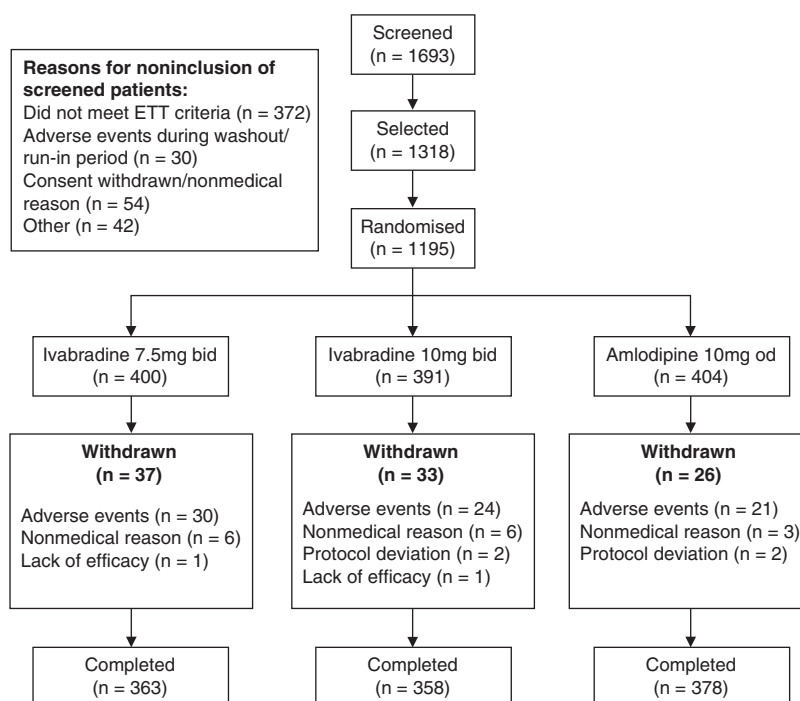 Screened
(n = 1693)
Reasons for noninclusion of
screened patients:
Did not meet ETT criteria (n = 372)
Adverse events during washout/
run-in period (n = 30)
Consent withdrawn/nonmedical
reason (n = 54)
Other (n = 42)
Selected
(n = 1318)
Randomised
(n = 1195)
Ivabradine 7.5mg bid
(n = 400)
Ivabradine 10mg bid
(n = 391)
Amlodipine 10mg od
(n = 404)
Withdrawn
(n = 37)
Adverse events (n = 30)
Nonmedical reason (n = 6)
Lack of efficacy (n = 1)
Withdrawn
(n = 33)
Adverse events (n = 24)
Nonmedical reason (n = 6)
Protocol deviation (n = 2)
Lack of efficacy (n = 1)
Withdrawn
(n = 26)
Adverse events (n = 21)
Nonmedical reason (n = 3)
Protocol deviation (n = 2)
Completed
(n = 363)
Completed
(n = 358)
Completed
(n = 378)